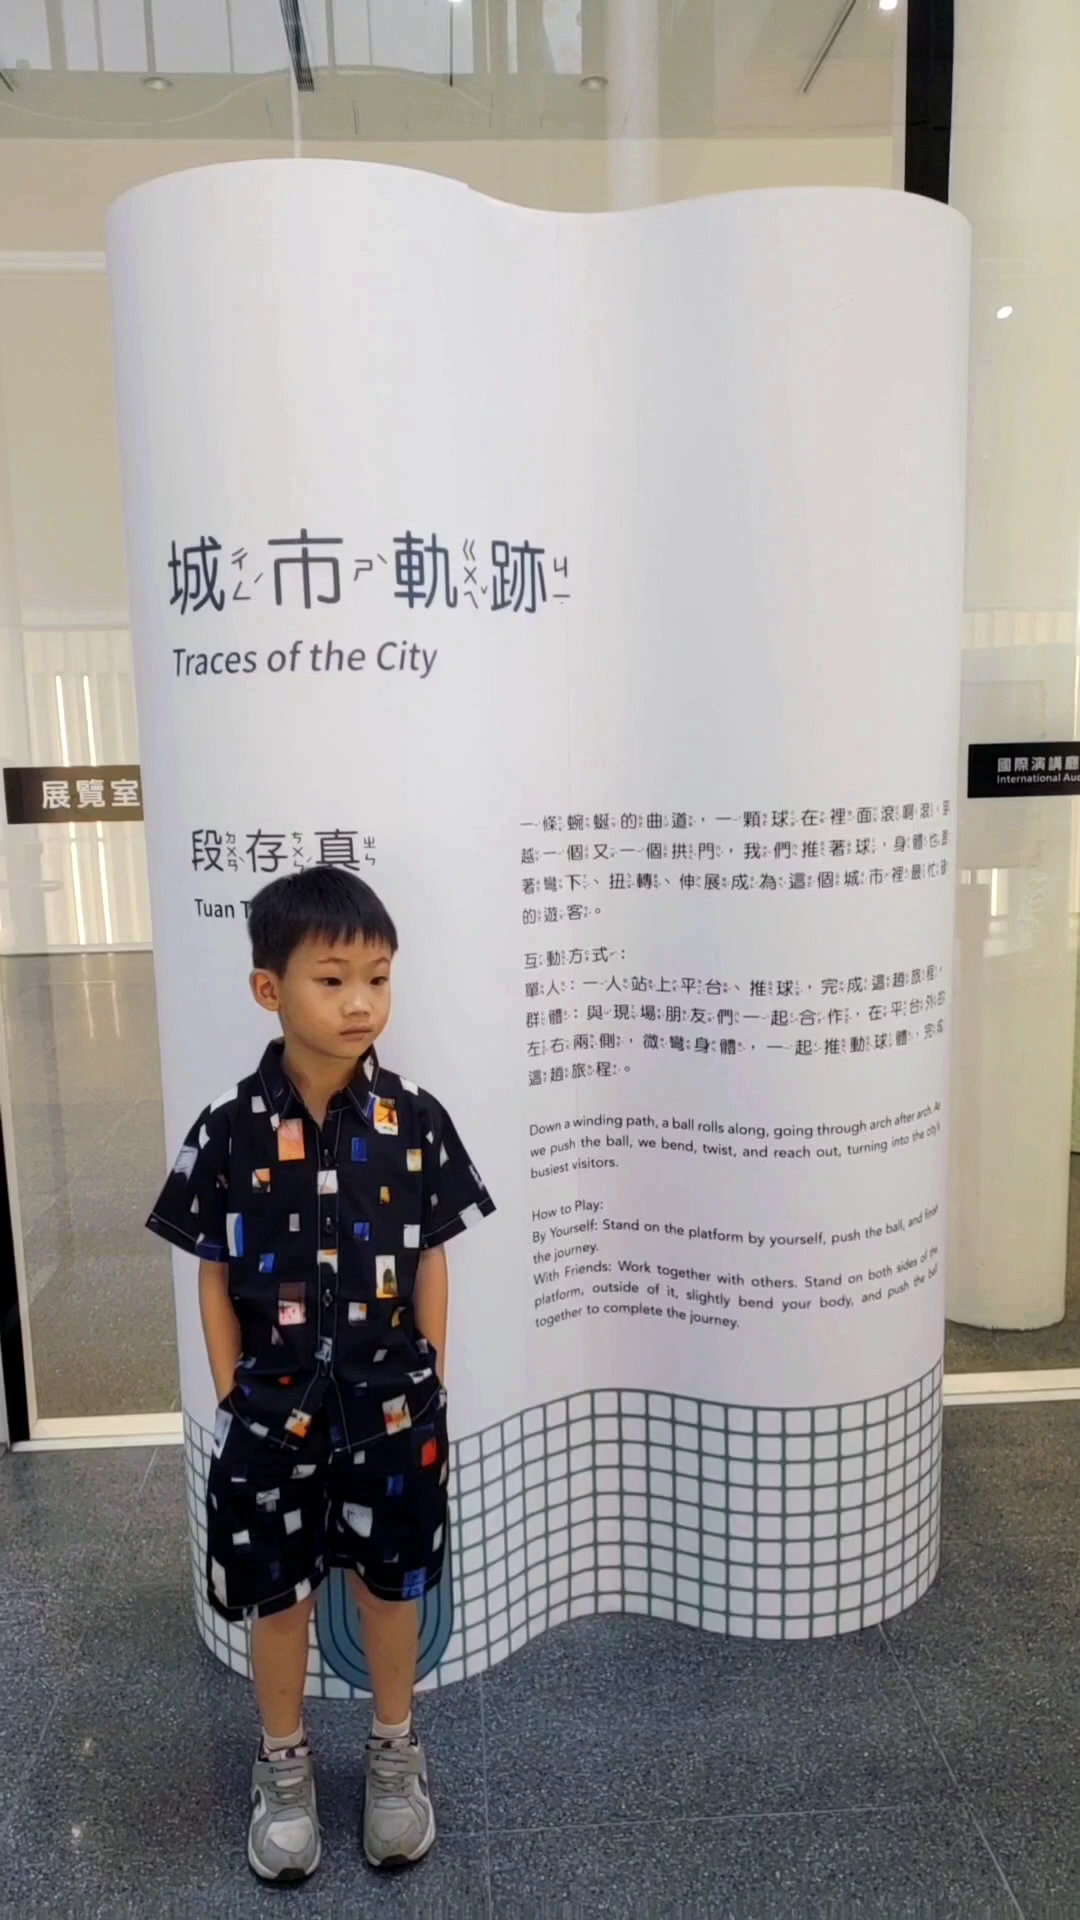 城市軌跡
Traces of the City
展覽室
國際演講廳
International
段存真
Tuan
一條蜿蜒的曲道，一顆球在裡面滾啊滾，穿
越一個又一個拱門，我們推著球，身體也跟
著彎下、扭轉、伸展成為這個城市裡最忙碌
的遊客。
互動方式：
單人：一人站上平台、推球，完成這趟旅程。
群體：與現場朋友們一起合作，在平台外的
左右兩側，微彎身體，一起推動球體，完成
這趟旅程。
Down a winding path, a ball rolls along, going through arch after arch. As
we push the ball, we bend, twist, and reach out, turning into the city's
busiest visitors.
How to Play:
By Yourself: Stand on the platform by yourself, push the ball, and finish
the journey.
With Friends: Work together with others. Stand on both sides of the
platform, outside of it, slightly bend your body, and push the ball
together to complete the journey.
Champion